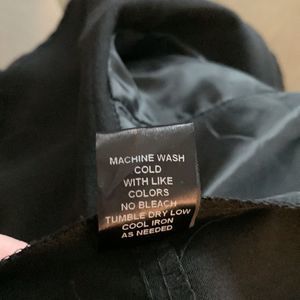 MACHINE WASH
COLD
WITH LIKE
COLORS
NO BLEACH
TUMBLE DRY LOW
COOL IRON
AS NEEDED